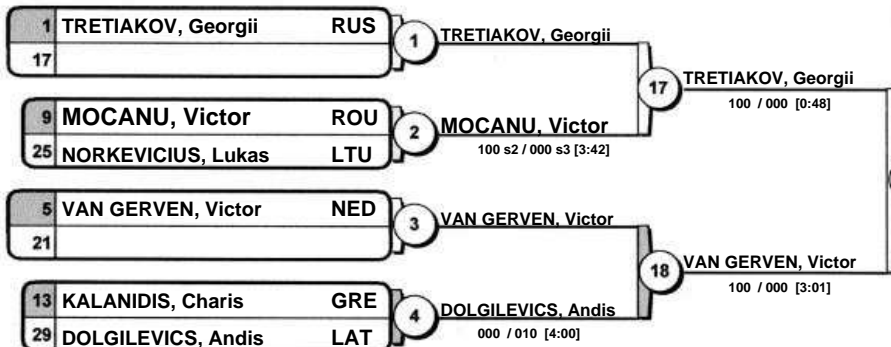 1 TRETIAKOV, Georgii RUS
17
1
TRETIAKOV, Georgii
9 MOCANU, Victor ROU
25 NORKEVICIUS, Lukas LTU
2
MOCANU, Victor
100 s2 / 000 s3 [3:42]
17
TRETIAKOV, Georgii
100 / 000 [0:48]
5 VAN GERVEN, Victor NED
21
3
VAN GERVEN, Victor
13 KALANIDIS, Charis GRE
29 DOLGILEVICS, Andis LAT
4
DOLGILEVICS, Andis
000 / 010 [4:00]
18
VAN GERVEN, Victor
100 / 000 [3:01]